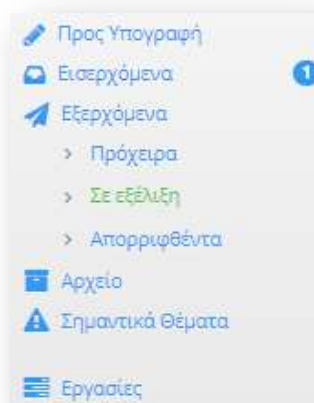 Προς Υπογραφή
Εισερχόμενα 1
Εξερχόμενα
> Πρόχειρα
> Σε εξέλιξη
> Απορριφθέντα
Αρχείο
Σημαντικά Θέματα
Εργασίες